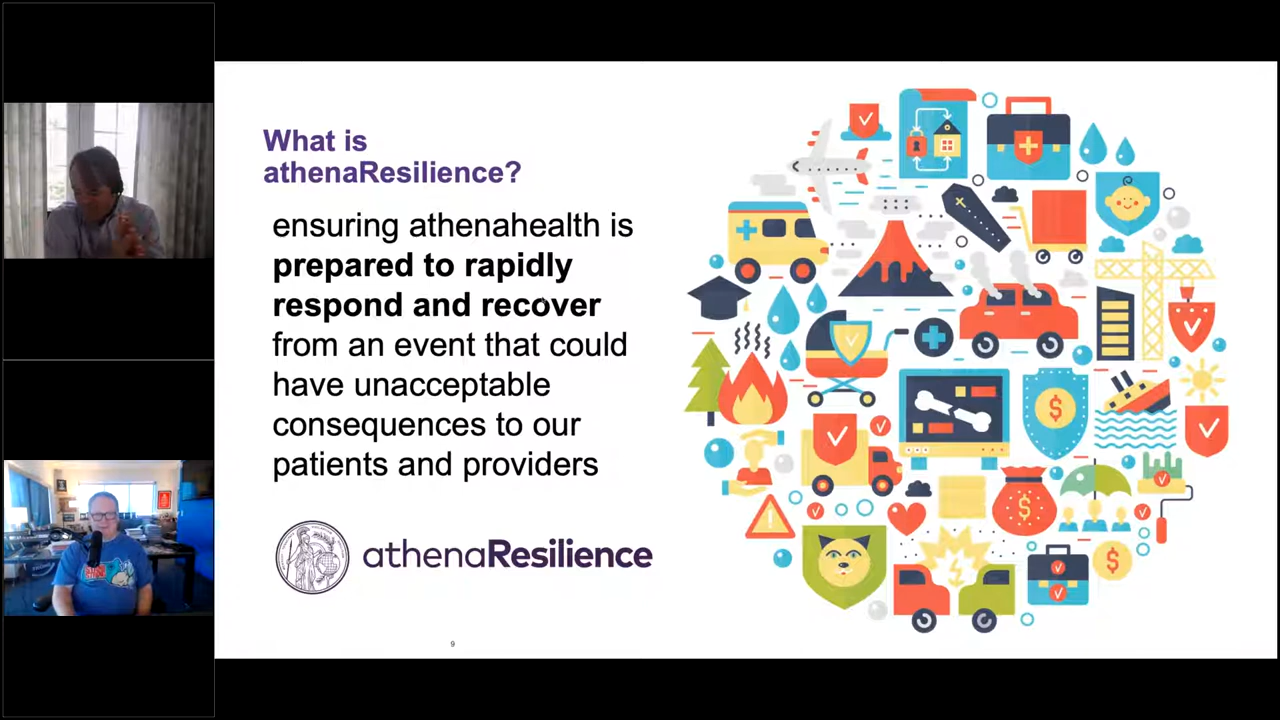 What is
athenaResilience?
ensuring athenahealth is
prepared to rapidly
respond and recover
from an event that could
have unacceptable
consequences to our
patients and providers
athenaResilience
9